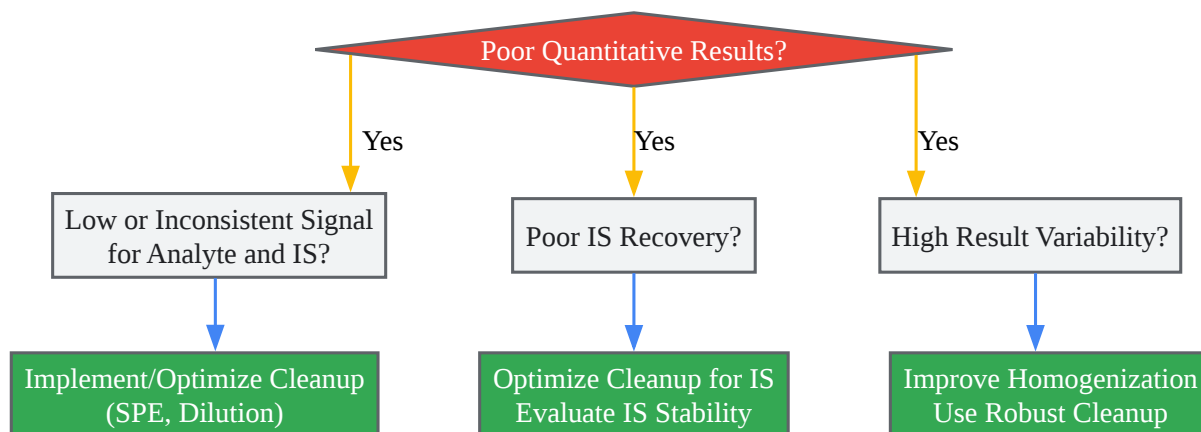 Poor Quantitative Results?
Yes
Yes
Yes
Low or Inconsistent Signal
for Analyte and IS?
Poor IS Recovery?
High Result Variability?
Implement/Optimize Cleanup
(SPE, Dilution)
Optimize Cleanup for IS
Evaluate IS Stability
Improve Homogenization
Use Robust Cleanup